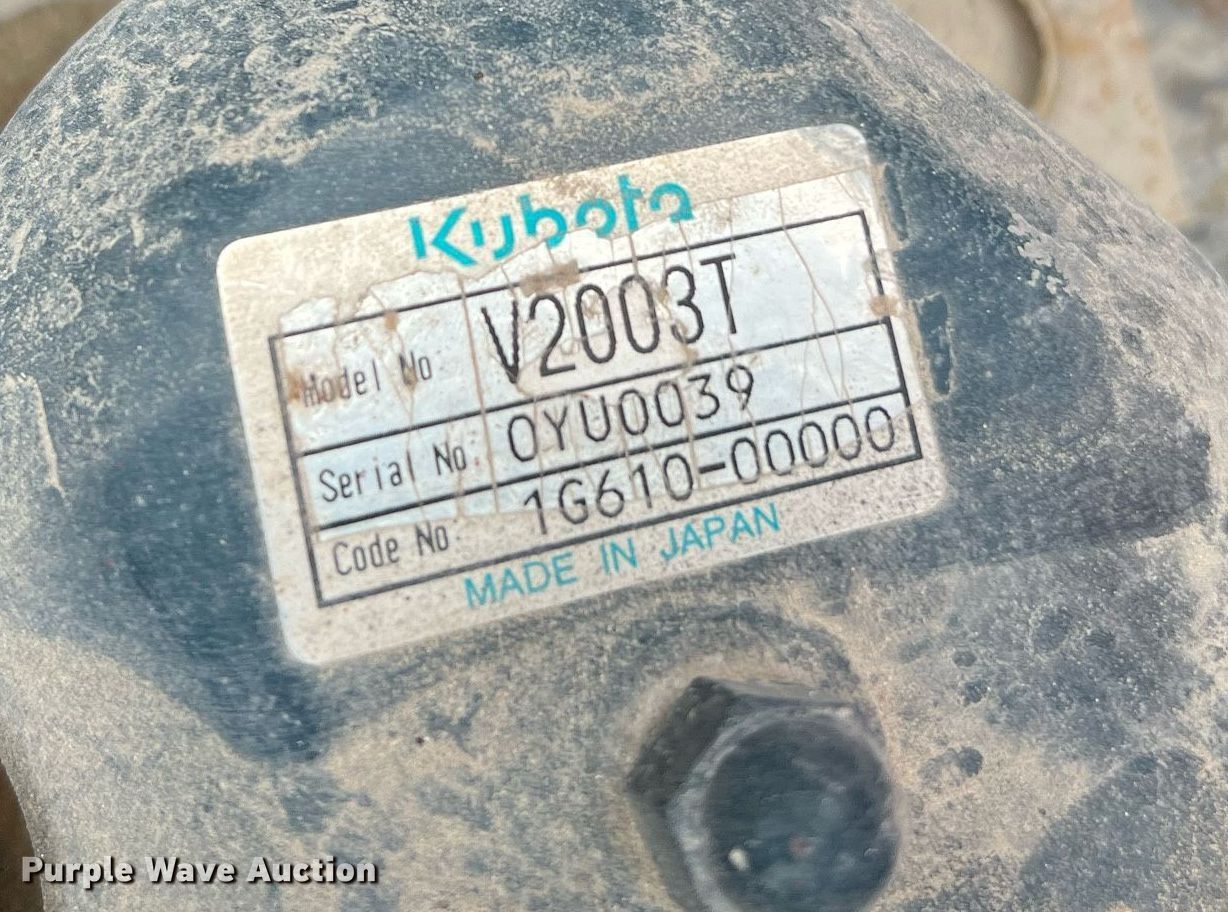 Kubota
Model No V2003T
Serial No. 0YU0039
Code No. 1G610-00000
MADE IN JAPAN
Purple Wave Auction